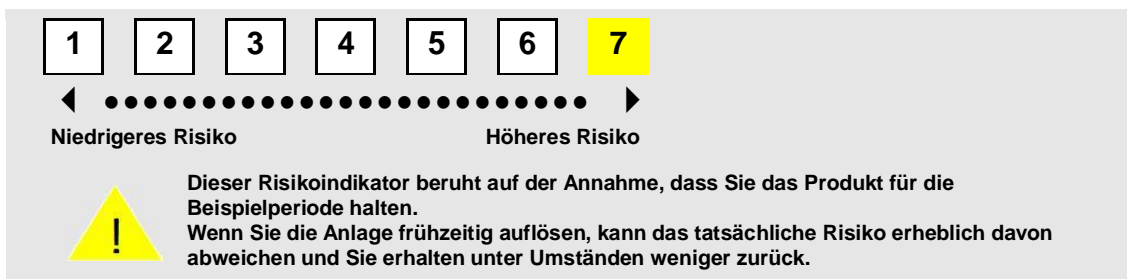 1 2 3 4 5 6 7
Niedrigeres Risiko Höheres Risiko
Dieser Risikoindikator beruht auf der Annahme, dass Sie das Produkt für die
Beispielperiode halten.
! Wenn Sie die Anlage frühzeitig auflösen, kann das tatsächliche Risiko erheblich davon
abweichen und Sie erhalten unter Umständen weniger zurück.